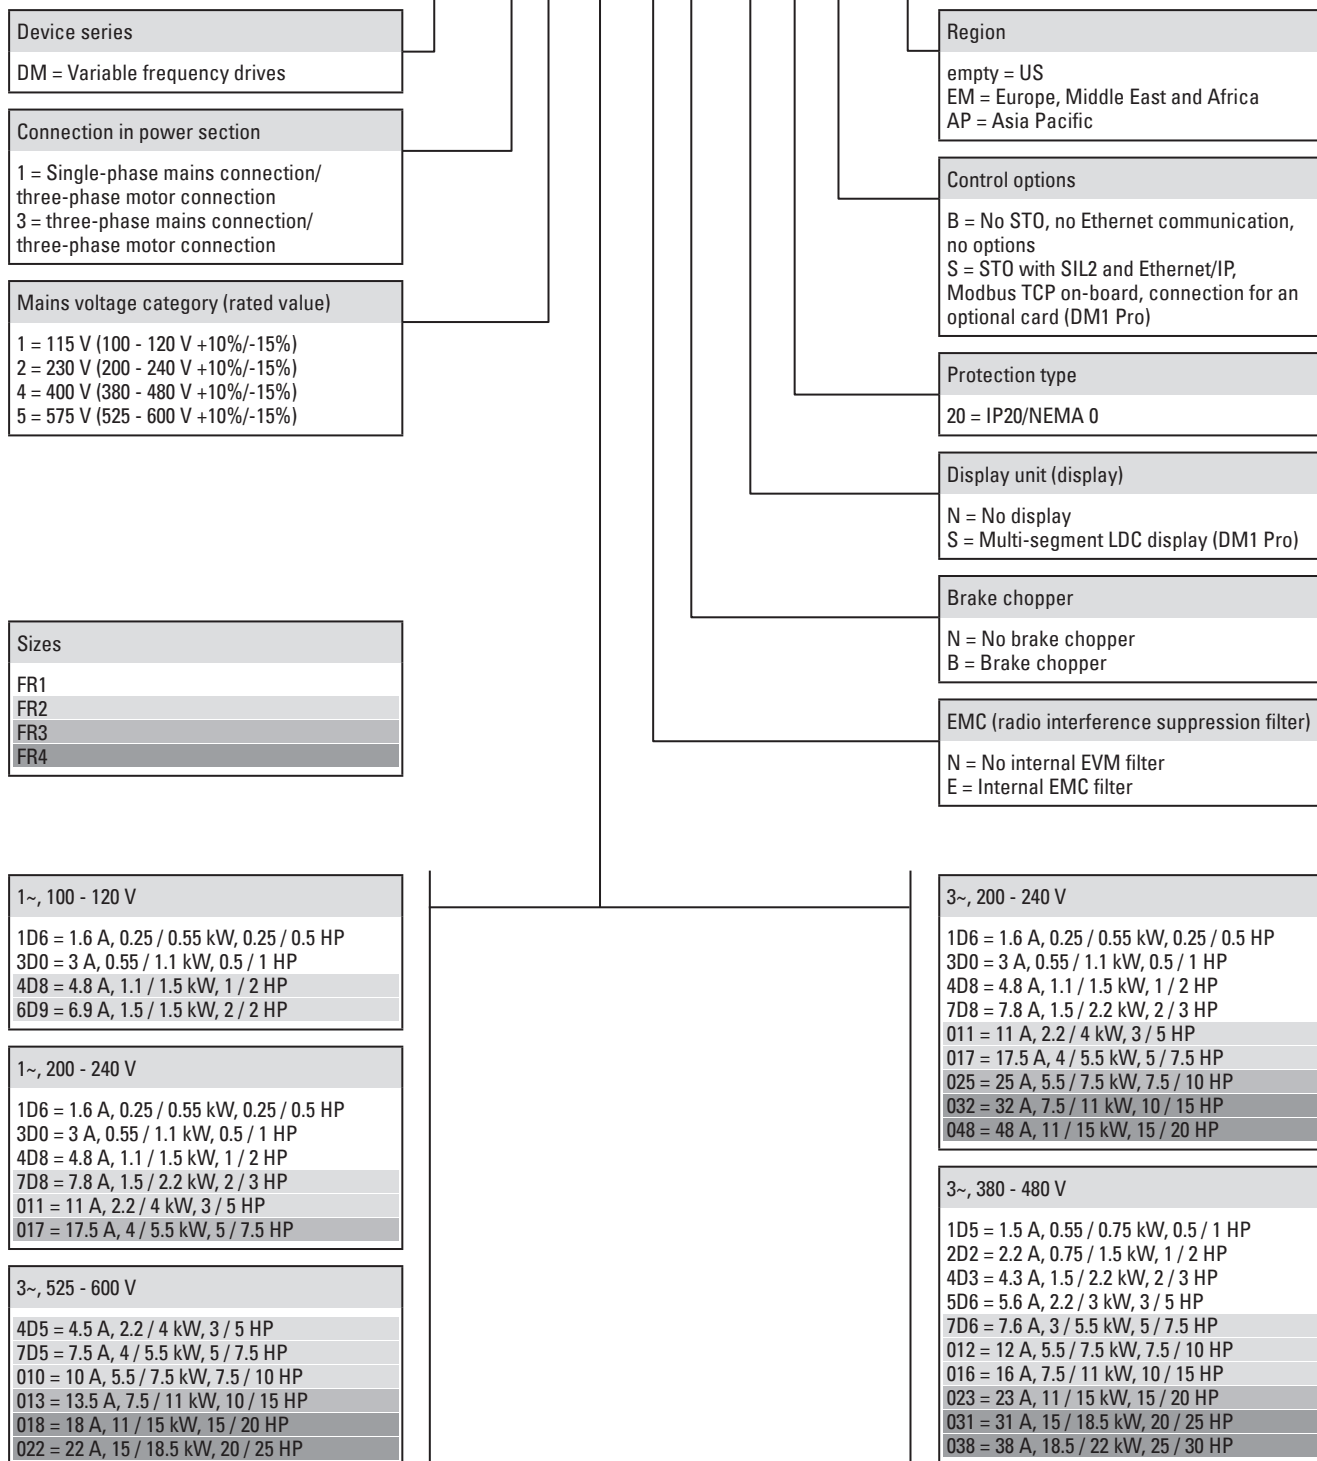 Device series
DM = Variable frequency drives
Connection in power section
1 = Single-phase mains connection/
three-phase motor connection
3 = three-phase mains connection/
three-phase motor connection
Mains voltage category (rated value)
1 = 115 V (100 - 120 V +10%/-15%)
2 = 230 V (200 - 240 V +10%/-15%)
4 = 400 V (380 - 480 V +10%/-15%)
5 = 575 V (525 - 600 V +10%/-15%)
Sizes
FR1
FR2
FR3
FR4
Region
empty = US
EM = Europe, Middle East and Africa
AP = Asia Pacific
Control options
B = No STO, no Ethernet communication,
no options
S = STO with SIL2 and Ethernet/IP,
Modbus TCP on-board, connection for an
optional card (DM1 Pro)
Protection type
20 = IP20/NEMA 0
Display unit (display)
N = No display
S = Multi-segment LDC display (DM1 Pro)
Brake chopper
N = No brake chopper
B = Brake chopper
EMC (radio interference suppression filter)
N = No internal EVM filter
E = Internal EMC filter
1~, 100 - 120 V
1D6 = 1.6 A, 0.25 / 0.55 kW, 0.25 / 0.5 HP
3D0 = 3 A, 0.55 / 1.1 kW, 0.5 / 1 HP
4D8 = 4.8 A, 1.1 / 1.5 kW, 1 / 2 HP
6D9 = 6.9 A, 1.5 / 1.5 kW, 2 / 2 HP
1~, 200 - 240 V
1D6 = 1.6 A, 0.25 / 0.55 kW, 0.25 / 0.5 HP
3D0 = 3 A, 0.55 / 1.1 kW, 0.5 / 1 HP
4D8 = 4.8 A, 1.1 / 1.5 kW, 1 / 2 HP
7D8 = 7.8 A, 1.5 / 2.2 kW, 2 / 3 HP
011 = 11 A, 2.2 / 4 kW, 3 / 5 HP
017 = 17.5 A, 4 / 5.5 kW, 5 / 7.5 HP
3~, 525 - 600 V
4D5 = 4.5 A, 2.2 / 4 kW, 3 / 5 HP
7D5 = 7.5 A, 4 / 5.5 kW, 5 / 7.5 HP
010 = 10 A, 5.5 / 7.5 kW, 7.5 / 10 HP
013 = 13.5 A, 7.5 / 11 kW, 10 / 15 HP
018 = 18 A, 11 / 15 kW, 15 / 20 HP
022 = 22 A, 15 / 18.5 kW, 20 / 25 HP
3~, 200 - 240 V
1D6 = 1.6 A, 0.25 / 0.55 kW, 0.25 / 0.5 HP
3D0 = 3 A, 0.55 / 1.1 kW, 0.5 / 1 HP
4D8 = 4.8 A, 1.1 / 1.5 kW, 1 / 2 HP
7D8 = 7.8 A, 1.5 / 2.2 kW, 2 / 3 HP
011 = 11 A, 2.2 / 4 kW, 3 / 5 HP
017 = 17.5 A, 4 / 5.5 kW, 5 / 7.5 HP
025 = 25 A, 5.5 / 7.5 kW, 7.5 / 10 HP
032 = 32 A, 7.5 / 11 kW, 10 / 15 HP
048 = 48 A, 11 / 15 kW, 15 / 20 HP
3~, 380 - 480 V
1D5 = 1.5 A, 0.55 / 0.75 kW, 0.5 / 1 HP
2D2 = 2.2 A, 0.75 / 1.5 kW, 1 / 2 HP
4D3 = 4.3 A, 1.5 / 2.2 kW, 2 / 3 HP
5D6 = 5.6 A, 2.2 / 3 kW, 3 / 5 HP
7D6 = 7.6 A, 3 / 5.5 kW, 5 / 7.5 HP
012 = 12 A, 5.5 / 7.5 kW, 7.5 / 10 HP
016 = 16 A, 7.5 / 11 kW, 10 / 15 HP
023 = 23 A, 11 / 15 kW, 15 / 20 HP
031 = 31 A, 15 / 18.5 kW, 20 / 25 HP
038 = 38 A, 18.5 / 22 kW, 25 / 30 HP